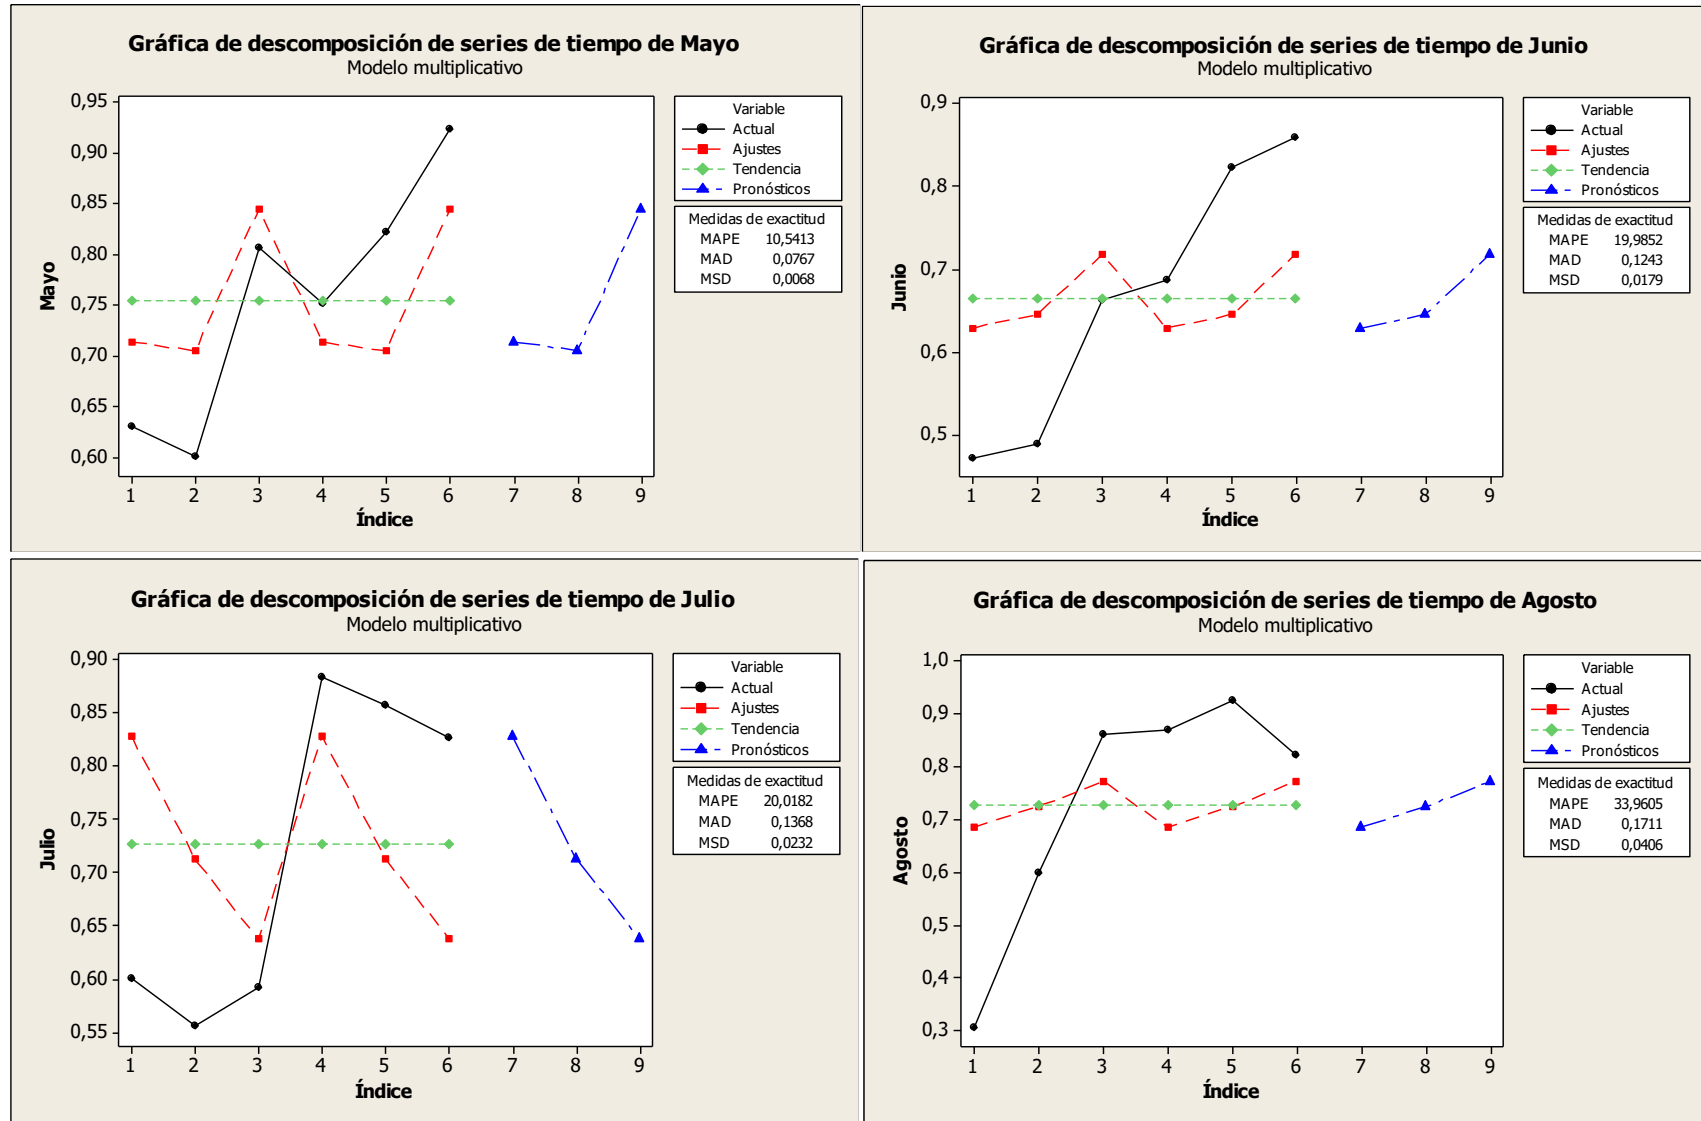 Gráfica de descomposición de series de tiempo de Mayo
Modelo multiplicativo
0,95
0,90
0,85
0,80
0,75
0,70
0,65
0,60
Mayo
1 2 3 4 5 6 7 8 9
Índice
Variable
Actual
Ajustes
Tendencia
Pronósticos
Medidas de exactitud
MAPE 10,5413
MAD 0,0767
MSD 0,0068
Gráfica de descomposición de series de tiempo de Junio
Modelo multiplicativo
0,9
0,8
0,7
0,6
0,5
Junio
1 2 3 4 5 6 7 8 9
Índice
Variable
Actual
Ajustes
Tendencia
Pronósticos
Medidas de exactitud
MAPE 19,9852
MAD 0,1243
MSD 0,0179
Gráfica de descomposición de series de tiempo de Julio
Modelo multiplicativo
0,90
0,85
0,80
0,75
0,70
0,65
0,60
0,55
Julio
1 2 3 4 5 6 7 8 9
Índice
Variable
Actual
Ajustes
Tendencia
Pronósticos
Medidas de exactitud
MAPE 20,0182
MAD 0,1368
MSD 0,0232
Gráfica de descomposición de series de tiempo de Agosto
Modelo multiplicativo
1,0
0,9
0,8
0,7
0,6
0,5
0,4
0,3
Agosto
1 2 3 4 5 6 7 8 9
Índice
Variable
Actual
Ajustes
Tendencia
Pronósticos
Medidas de exactitud
MAPE 33,9605
MAD 0,1711
MSD 0,0406